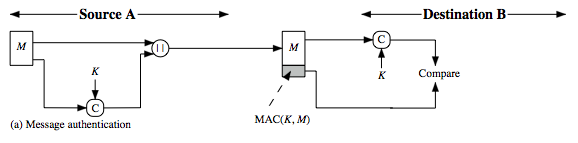 Source A
Destination B
M
||
M
C
K
K
Compare
C
MAC(K, M)
(a) Message authentication